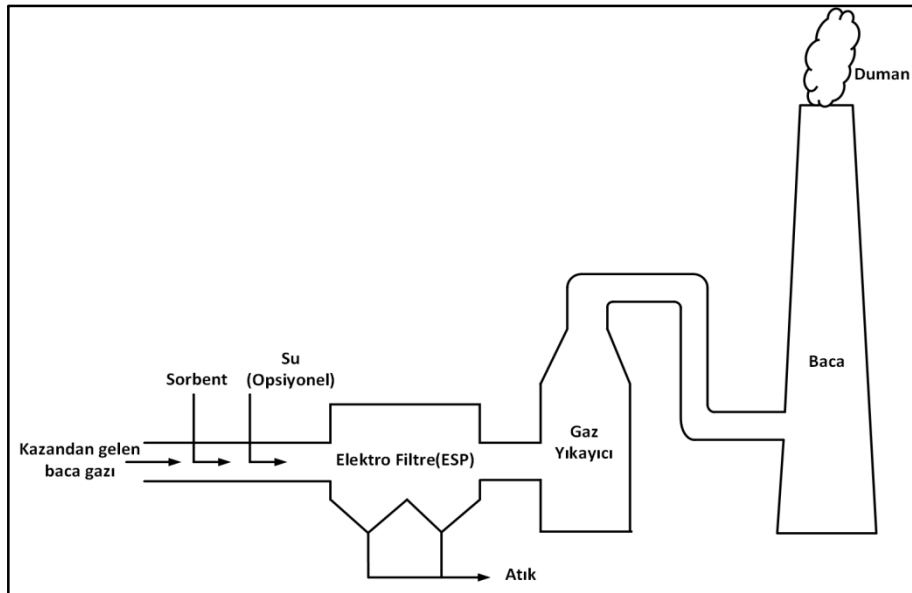 Duman
Baca
Su
(Opsiyonel)
Sorbent
Kazandan gelen
baca gazı
Elektro Filtre(ESP)
Gaz
Yıkayıcı
Atık